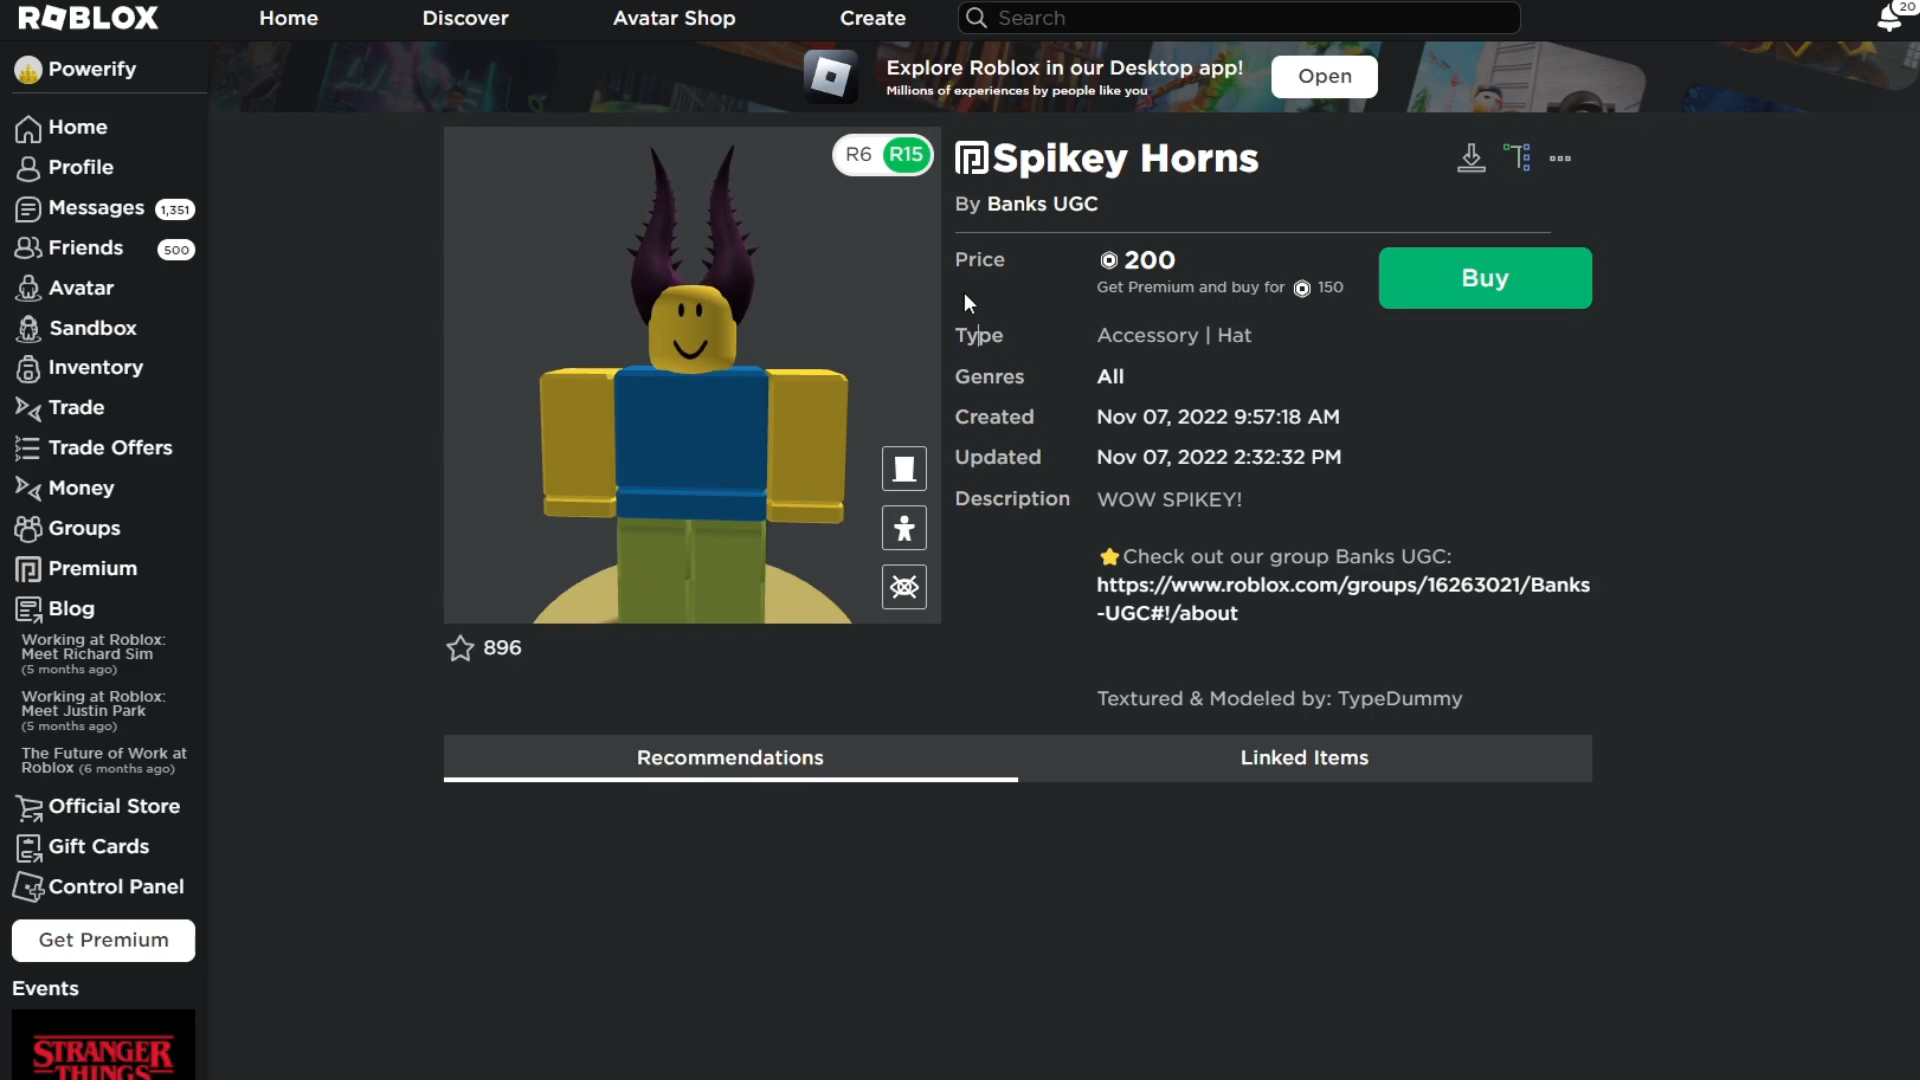 ROBLOX
Home
Discover
Avatar Shop
Create
Search
20
Powerify
Home
Profile
Messages 1,351
Friends 500
Avatar
Sandbox
Inventory
Trade
Trade Offers
Money
Groups
Premium
Blog
Working at Roblox:
Meet Richard Sim
(5 months ago)
Working at Roblox:
Meet Justin Park
(5 months ago)
The Future of Work at
Roblox (6 months ago)
Official Store
Gift Cards
Control Panel
Get Premium
Events
STRANGER
THINGS
Explore Roblox in our Desktop app!
Millions of experiences by people like you
Open
R6 R15
896
Spikey Horns
By Banks UGC
Price 200
Get Premium and buy for 150
Buy
Type Accessory | Hat
Genres All
Created Nov 07, 2022 9:57:18 AM
Updated Nov 07, 2022 2:32:32 PM
Description WOW SPIKEY!
⭐Check out our group Banks UGC:
https://www.roblox.com/groups/16263021/Banks
-UGC#!/about
Textured & Modeled by: TypeDummy
Recommendations
Linked Items